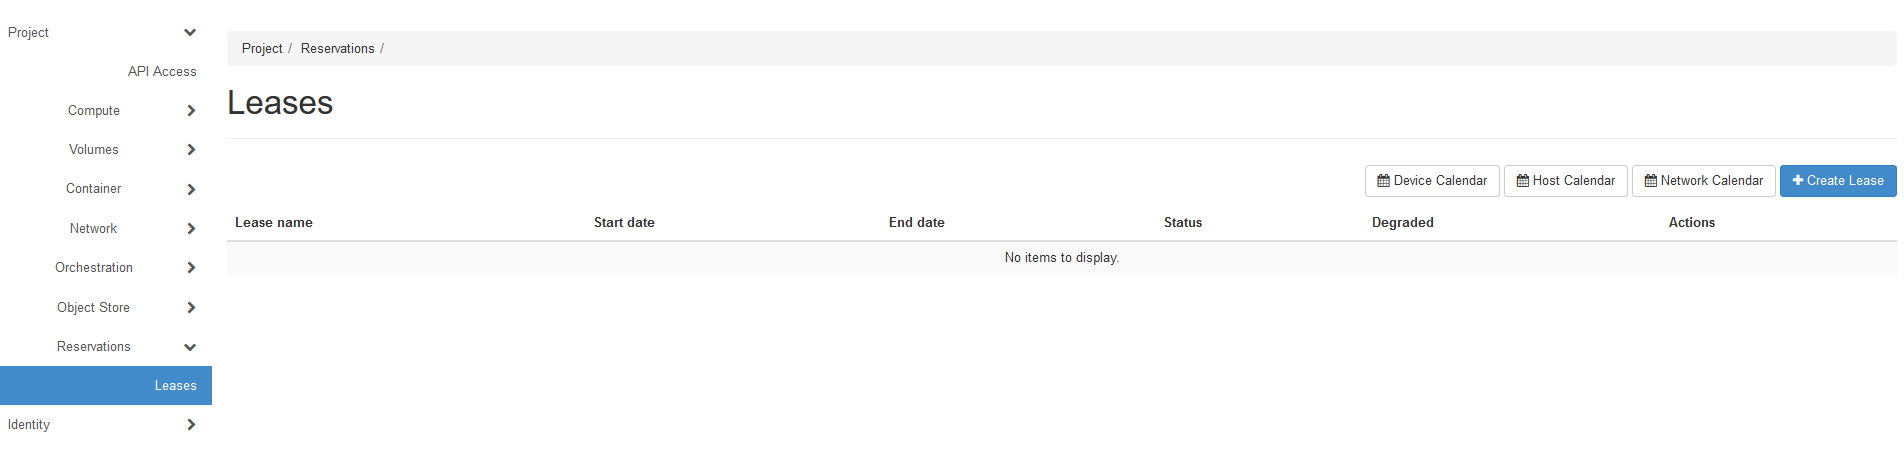 Project
API Access
Compute
Volumes
Container
Network
Orchestration
Object Store
Reservations
Leases
Identity
Project / Reservations /
Leases
Device Calendar Host Calendar Network Calendar Create Lease
Lease name Start date End date Status Degraded Actions
No items to display.